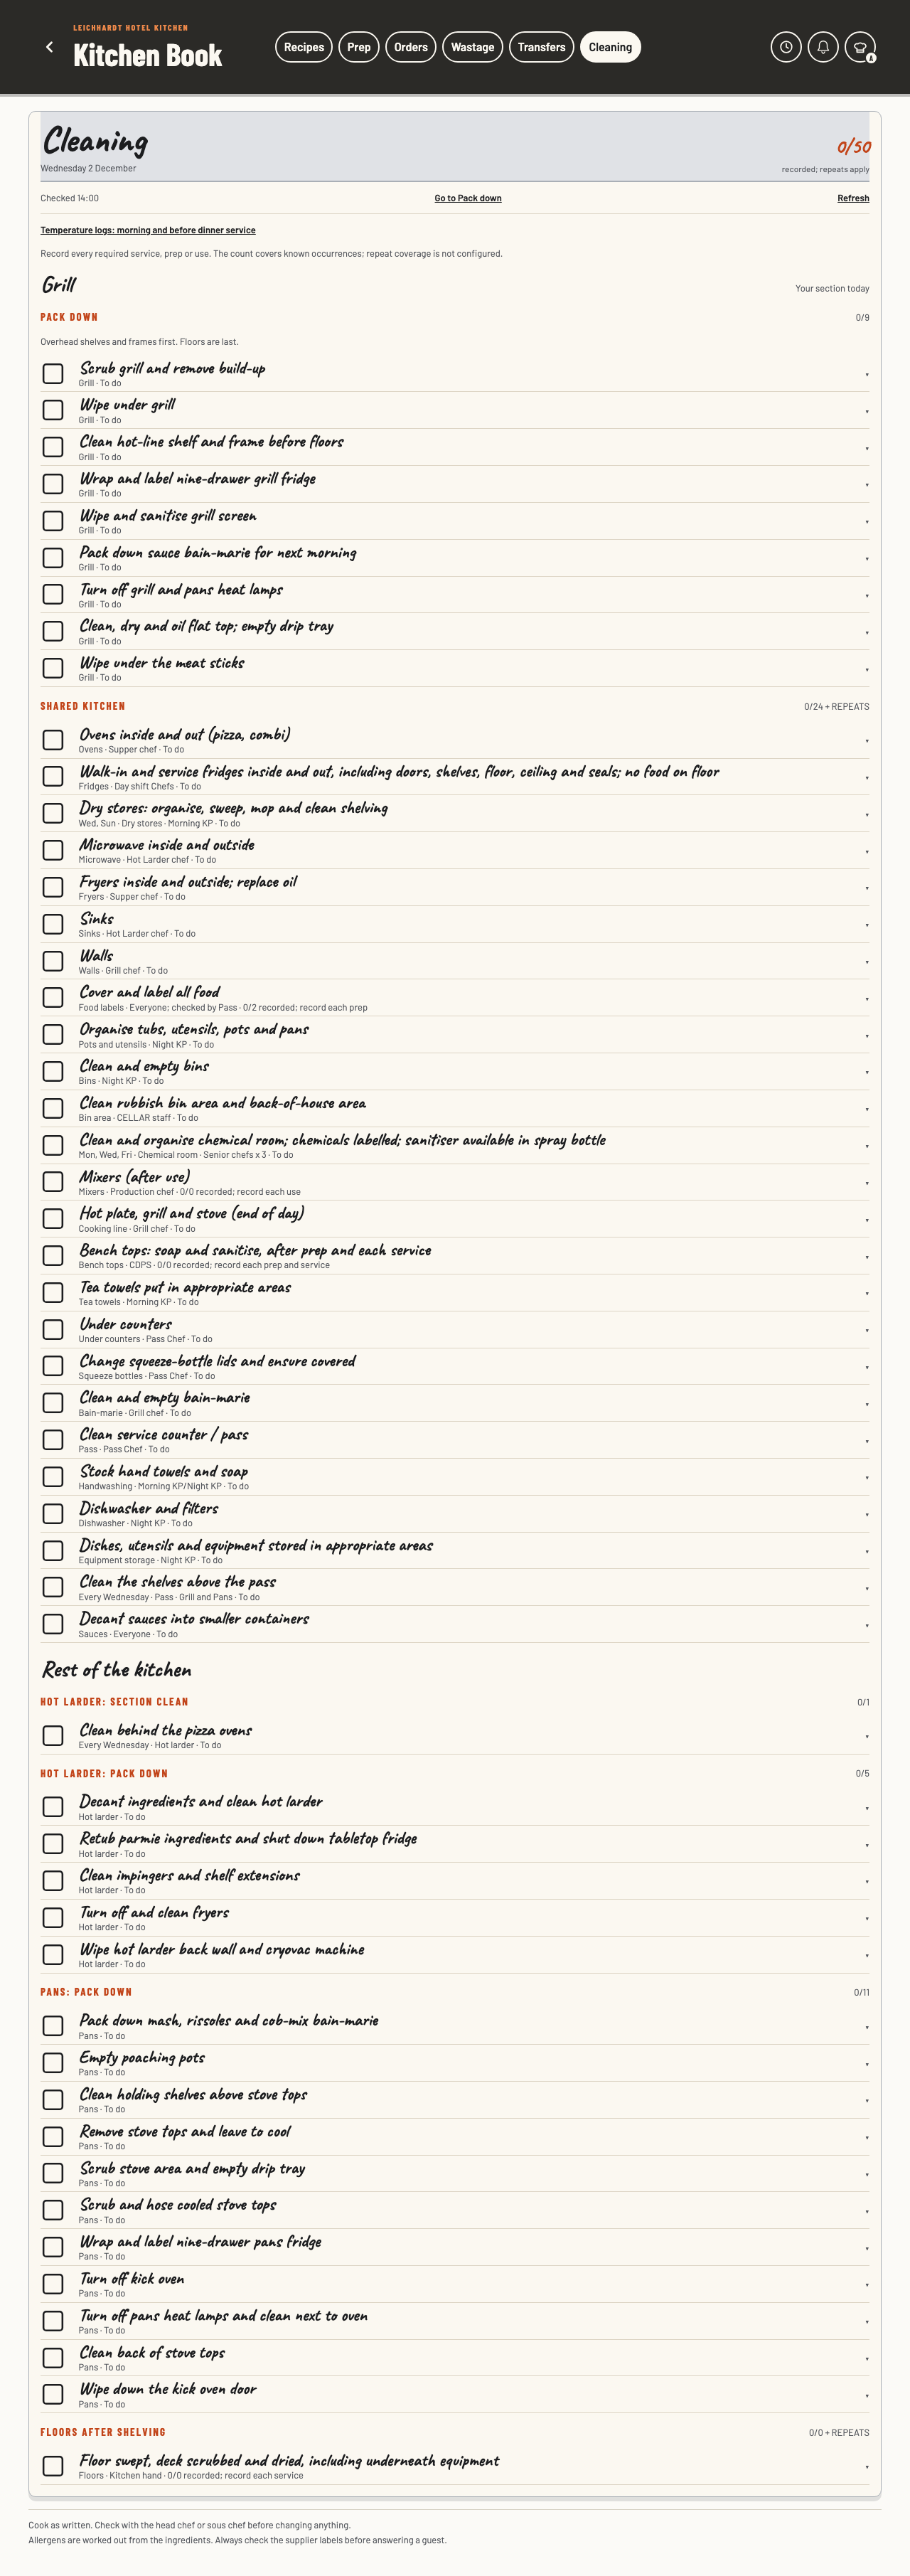 LEICHHARDT HOTEL KITCHEN
Kitchen Book
Recipes
Prep
Orders
Wastage
Transfers
Cleaning
A
Cleaning
0/50
Wednesday 2 December
recorded; repeats apply
Checked 14:00
Go to Pack down
Refresh
Temperature logs: morning and before dinner service
Record every required service, prep or use. The count covers known occurrences; repeat coverage is not configured.
Grill
Your section today
PACK DOWN
0/9
Overhead shelves and frames first. Floors are last.
Scrub grill and remove build-up
Grill · To do
Wipe under grill
Grill · To do
Clean hot-line shelf and frame before floors
Grill · To do
Wrap and label nine-drawer grill fridge
Grill · To do
Wipe and sanitise grill screen
Grill · To do
Pack down sauce bain-marie for next morning
Grill · To do
Turn off grill and pans heat lamps
Grill · To do
Clean, dry and oil flat top; empty drip tray
Grill · To do
Wipe under the meat sticks
Grill · To do
SHARED KITCHEN
0/24 + REPEATS
Ovens inside and out (pizza, combi)
Ovens · Supper chef · To do
Walk-in and service fridges inside and out, including doors, shelves, floor, ceiling and seals; no food on floor
Fridges · Day shift Chefs · To do
Dry stores: organise, sweep, mop and clean shelving
Wed, Sun · Dry stores · Morning KP · To do
Microwave inside and outside
Microwave · Hot Larder chef · To do
Fryers inside and outside; replace oil
Fryers · Supper chef · To do
Sinks
Sinks · Hot Larder chef · To do
Walls
Walls · Grill chef · To do
Cover and label all food
Food labels · Everyone; checked by Pass · 0/2 recorded; record each prep
Organise tubs, utensils, pots and pans
Pots and utensils · Night KP · To do
Clean and empty bins
Bins · Night KP · To do
Clean rubbish bin area and back-of-house area
Bin area · CELLAR staff · To do
Clean and organise chemical room; chemicals labelled; sanitiser available in spray bottle
Mon, Wed, Fri · Chemical room · Senior chefs x 3 · To do
Mixers (after use)
Mixers · Production chef · 0/0 recorded; record each use
Hot plate, grill and stove (end of day)
Cooking line · Grill chef · To do
Bench tops: soap and sanitise, after prep and each service
Bench tops · CDPS · 0/0 recorded; record each prep and service
Tea towels put in appropriate areas
Tea towels · Morning KP · To do
Under counters
Under counters · Pass Chef · To do
Change squeeze-bottle lids and ensure covered
Squeeze bottles · Pass Chef · To do
Clean and empty bain-marie
Bain-marie · Grill chef · To do
Clean service counter / pass
Pass · Pass Chef · To do
Stock hand towels and soap
Handwashing · Morning KP/Night KP · To do
Dishwasher and filters
Dishwasher · Night KP · To do
Dishes, utensils and equipment stored in appropriate areas
Equipment storage · Night KP · To do
Clean the shelves above the pass
Every Wednesday · Pass · Grill and Pans · To do
Decant sauces into smaller containers
Sauces · Everyone · To do
Rest of the kitchen
HOT LARDER: SECTION CLEAN
0/1
Clean behind the pizza ovens
Every Wednesday · Hot larder · To do
HOT LARDER: PACK DOWN
0/5
Decant ingredients and clean hot larder
Hot larder · To do
Retub parmie ingredients and shut down tabletop fridge
Hot larder · To do
Clean impingers and shelf extensions
Hot larder · To do
Turn off and clean fryers
Hot larder · To do
Wipe hot larder back wall and cryovac machine
Hot larder · To do
PANS: PACK DOWN
0/11
Pack down mash, rissoles and cob-mix bain-marie
Pans · To do
Empty poaching pots
Pans · To do
Clean holding shelves above stove tops
Pans · To do
Remove stove tops and leave to cool
Pans · To do
Scrub stove area and empty drip tray
Pans · To do
Scrub and hose cooled stove tops
Pans · To do
Wrap and label nine-drawer pans fridge
Pans · To do
Turn off kick oven
Pans · To do
Turn off pans heat lamps and clean next to oven
Pans · To do
Clean back of stove tops
Pans · To do
Wipe down the kick oven door
Pans · To do
FLOORS AFTER SHELVING
0/0 + REPEATS
Floor swept, deck scrubbed and dried, including underneath equipment
Floors · Kitchen hand · 0/0 recorded; record each service
Cook as written. Check with the head chef or sous chef before changing anything.
Allergens are worked out from the ingredients. Always check the supplier labels before answering a guest.